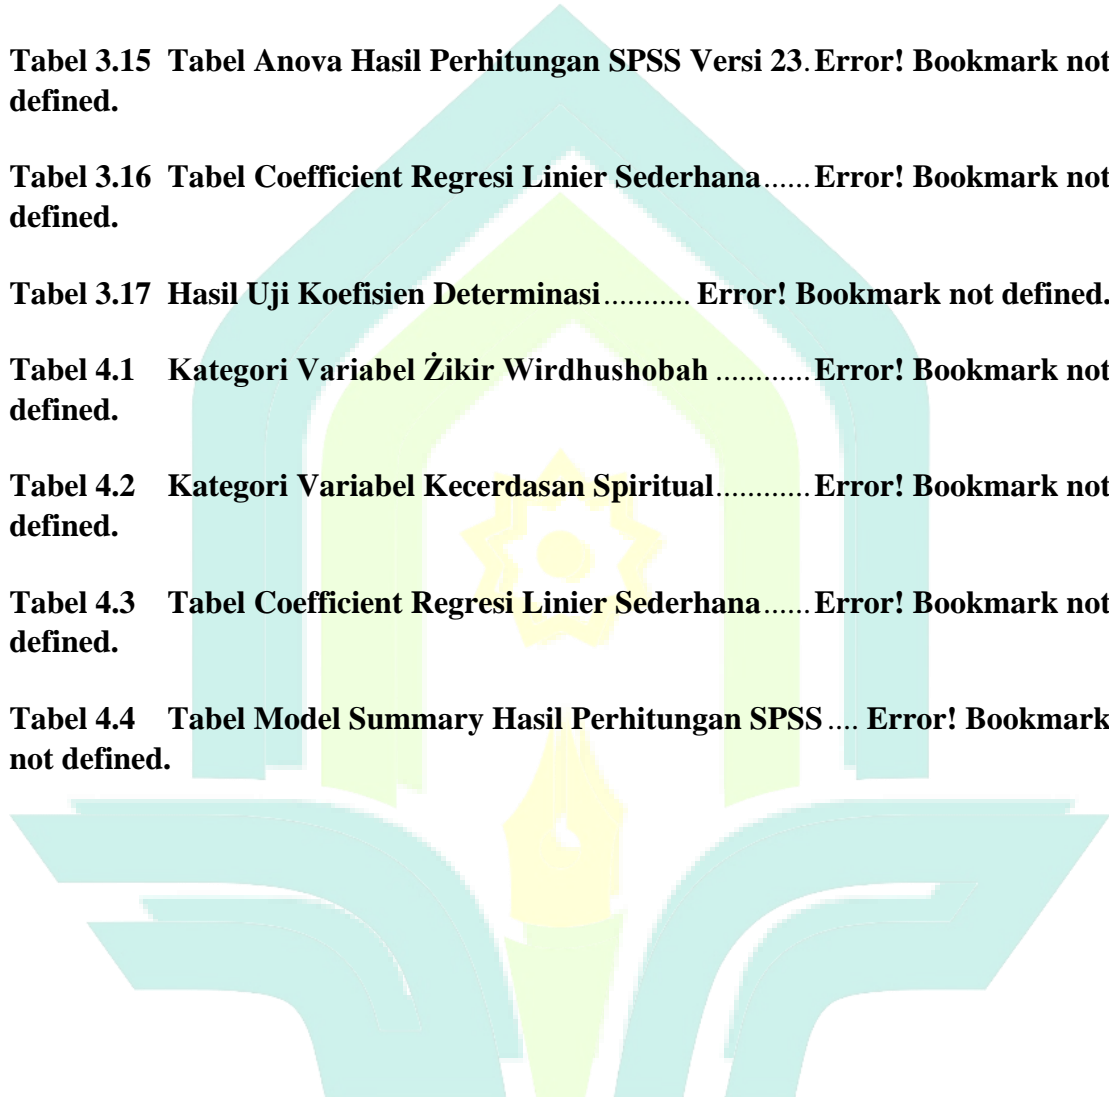 Tabel 3.15 Tabel Anova Hasil Perhitungan SPSS Versi 23.Error! Bookmark not
defined.
Tabel 3.16 Tabel Coefficient Regresi Linier Sederhana......Error! Bookmark not
defined.
Tabel 3.17 Hasil Uji Koefisien Determinasi........... Error! Bookmark not defined.
Tabel 4.1 Kategori Variabel Żikir Wirdhushobah ............Error! Bookmark not
defined.
Tabel 4.2 Kategori Variabel Kecerdasan Spiritual............Error! Bookmark not
defined.
Tabel 4.3 Tabel Coefficient Regresi Linier Sederhana......Error! Bookmark not
defined.
Tabel 4.4 Tabel Model Summary Hasil Perhitungan SPSS.... Error! Bookmark
not defined.